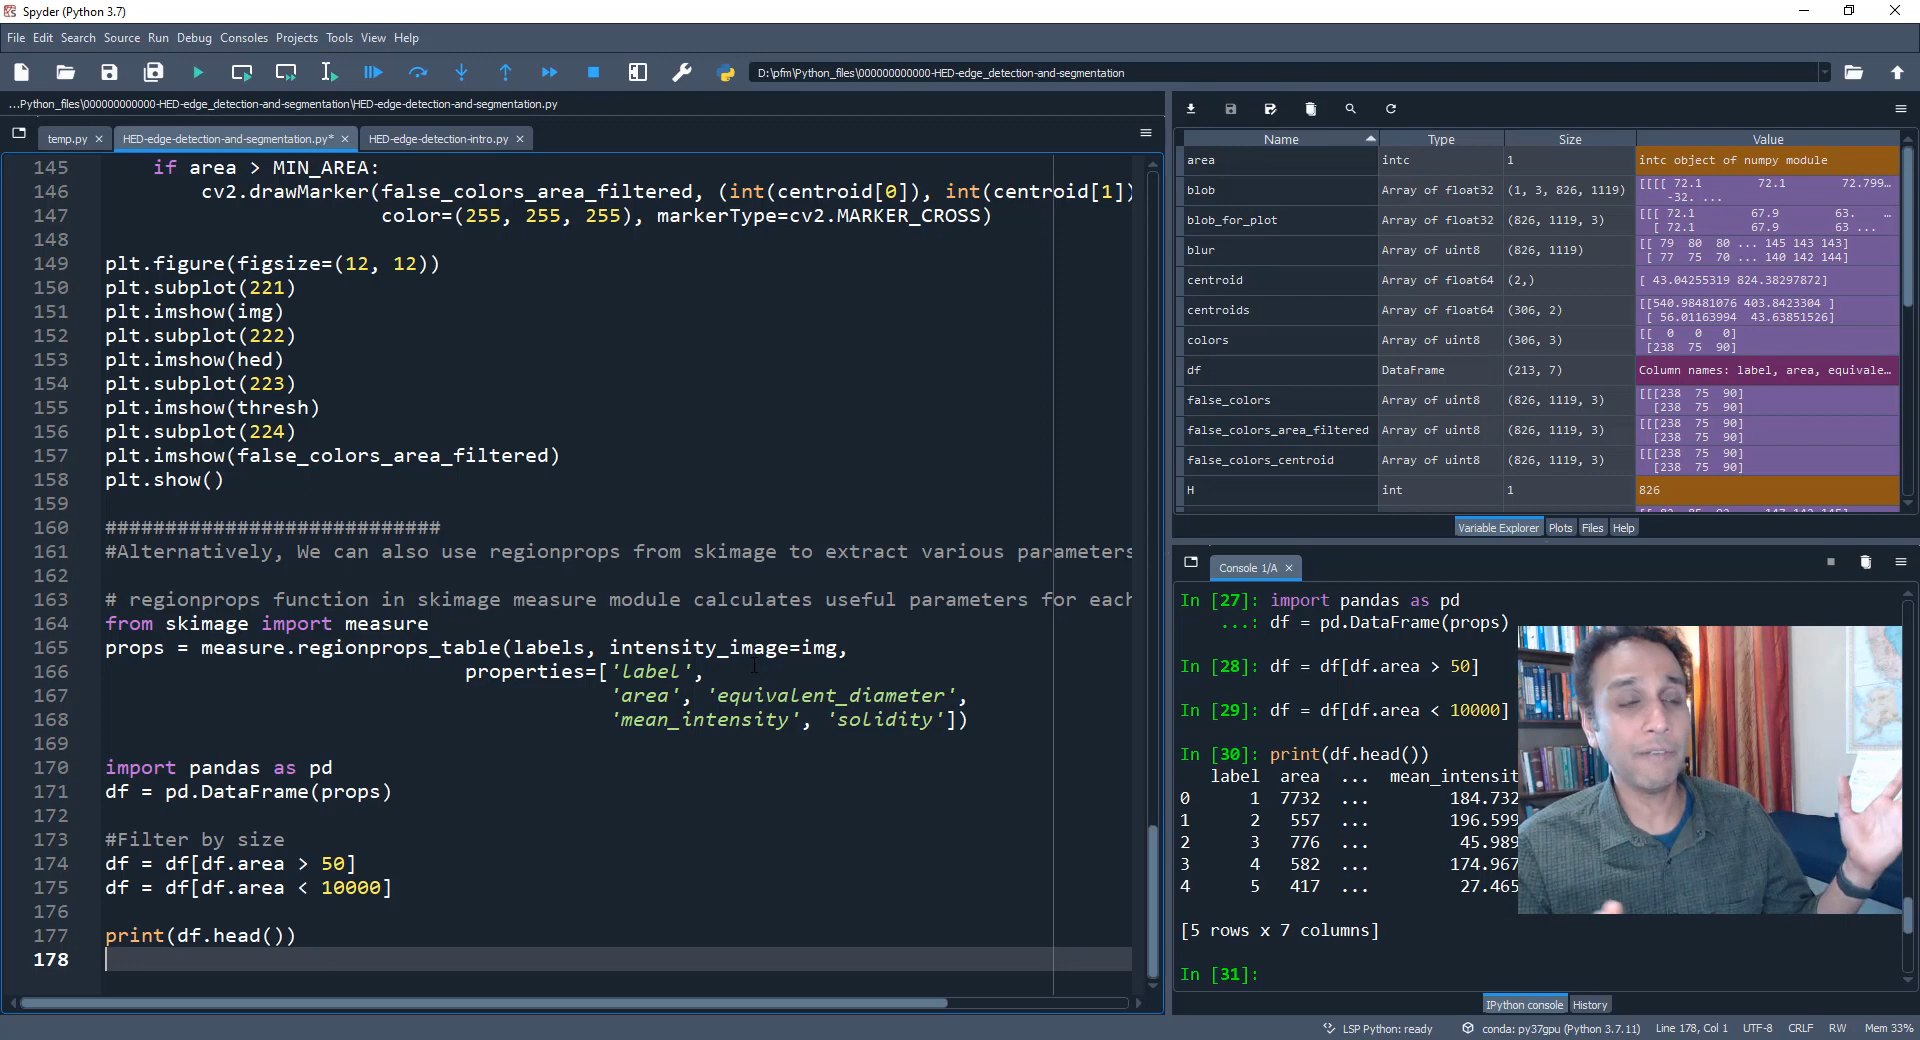 Spyder (Python 3.7)
File Edit Search Source Run Debug Consoles Projects Tools View Help
D:\pfm\Python_files\000000000000-HED-edge_detection-and-segmentation
...Python_files\000000000000-HED-edge_detection-and-segmentation\HED-edge-detection-and-segmentation.py
temp.py HED-edge-detection-and-segmentation.py* HED-edge-detection-intro.py
145 if area > MIN_AREA:
146 cv2.drawMarker(false_colors_area_filtered, (int(centroid[0]), int(centroid[1])
147 color=(255, 255, 255), markerType=cv2.MARKER_CROSS)
148
149 plt.figure(figsize=(12, 12))
150 plt.subplot(221)
151 plt.imshow(img)
152 plt.subplot(222)
153 plt.imshow(hed)
154 plt.subplot(223)
155 plt.imshow(thresh)
156 plt.subplot(224)
157 plt.imshow(false_colors_area_filtered)
158 plt.show()
159
160 ############################
161 #Alternatively, We can also use regionprops from skimage to extract various parameters
162
163 # regionprops function in skimage measure module calculates useful parameters for each
164 from skimage import measure
165 props = measure.regionprops_table(labels, intensity_image=img,
166 properties=['label',
167 'area', 'equivalent_diameter',
168 'mean_intensity', 'solidity'])
169
170 import pandas as pd
171 df = pd.DataFrame(props)
172
173 #Filter by size
174 df = df[df.area > 50]
175 df = df[df.area < 10000]
176
177 print(df.head())
178
Name Type Size Value
area intc 1 intc object of numpy module
blob Array of float32 (1, 3, 826, 1119) [[[[ 72.1 72.1 72.799...
-32. ...
blob_for_plot Array of float32 (826, 1119, 3) [[[ 72.1 67.9 63. ...
[ 72.1 67.9 63 ...
blur Array of uint8 (826, 1119) [[ 79 80 80 ... 145 143 143]
[ 77 75 70 ... 140 142 144]
centroid Array of float64 (2,) [ 43.04255319 824.38297872]
centroids Array of float64 (306, 2) [[540.98481076 403.8423304 ]
[ 56.01163994 43.63851526]
colors Array of uint8 (306, 3) [[ 0 0 0]
[238 75 90]
df DataFrame (213, 7) Column names: label, area, equivale...
false_colors Array of uint8 (826, 1119, 3) [[[238 75 90]
[238 75 90]
false_colors_area_filtered Array of uint8 (826, 1119, 3) [[[238 75 90]
[238 75 90]
false_colors_centroid Array of uint8 (826, 1119, 3) [[[238 75 90]
[238 75 90]
H int 1 826
Variable Explorer Plots Files Help
Console 1/A
In [27]: import pandas as pd
...: df = pd.DataFrame(props)
In [28]: df = df[df.area > 50]
In [29]: df = df[df.area < 10000]
In [30]: print(df.head())
label area ... mean_intensit
0 1 7732 ... 184.732
1 2 557 ... 196.599
2 3 776 ... 45.989
3 4 582 ... 174.967
4 5 417 ... 27.465
[5 rows x 7 columns]
In [31]:
IPython console History
LSP Python: ready conda: py37gpu (Python 3.7.11) Line 178, Col 1 UTF-8 CRLF RW Mem 33%